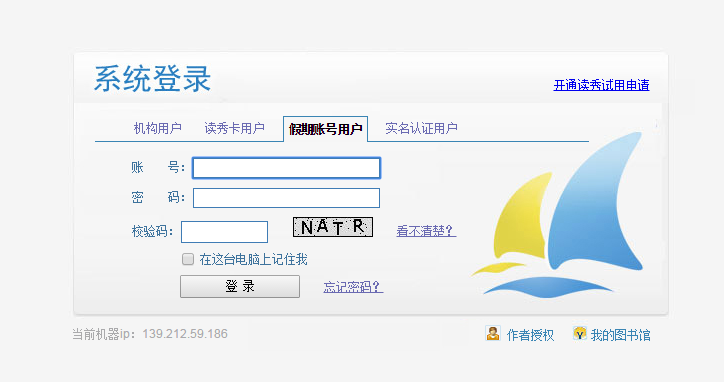 系统登录
开通读秀试用申请
机构用户 读秀卡用户 假期账号用户 实名认证用户
账 号:
密 码:
校验码: NATR 看不清楚?
在这台电脑上记住我
登 录 忘记密码?
当前机器ip：139.212.59.186 作者授权 我的图书馆